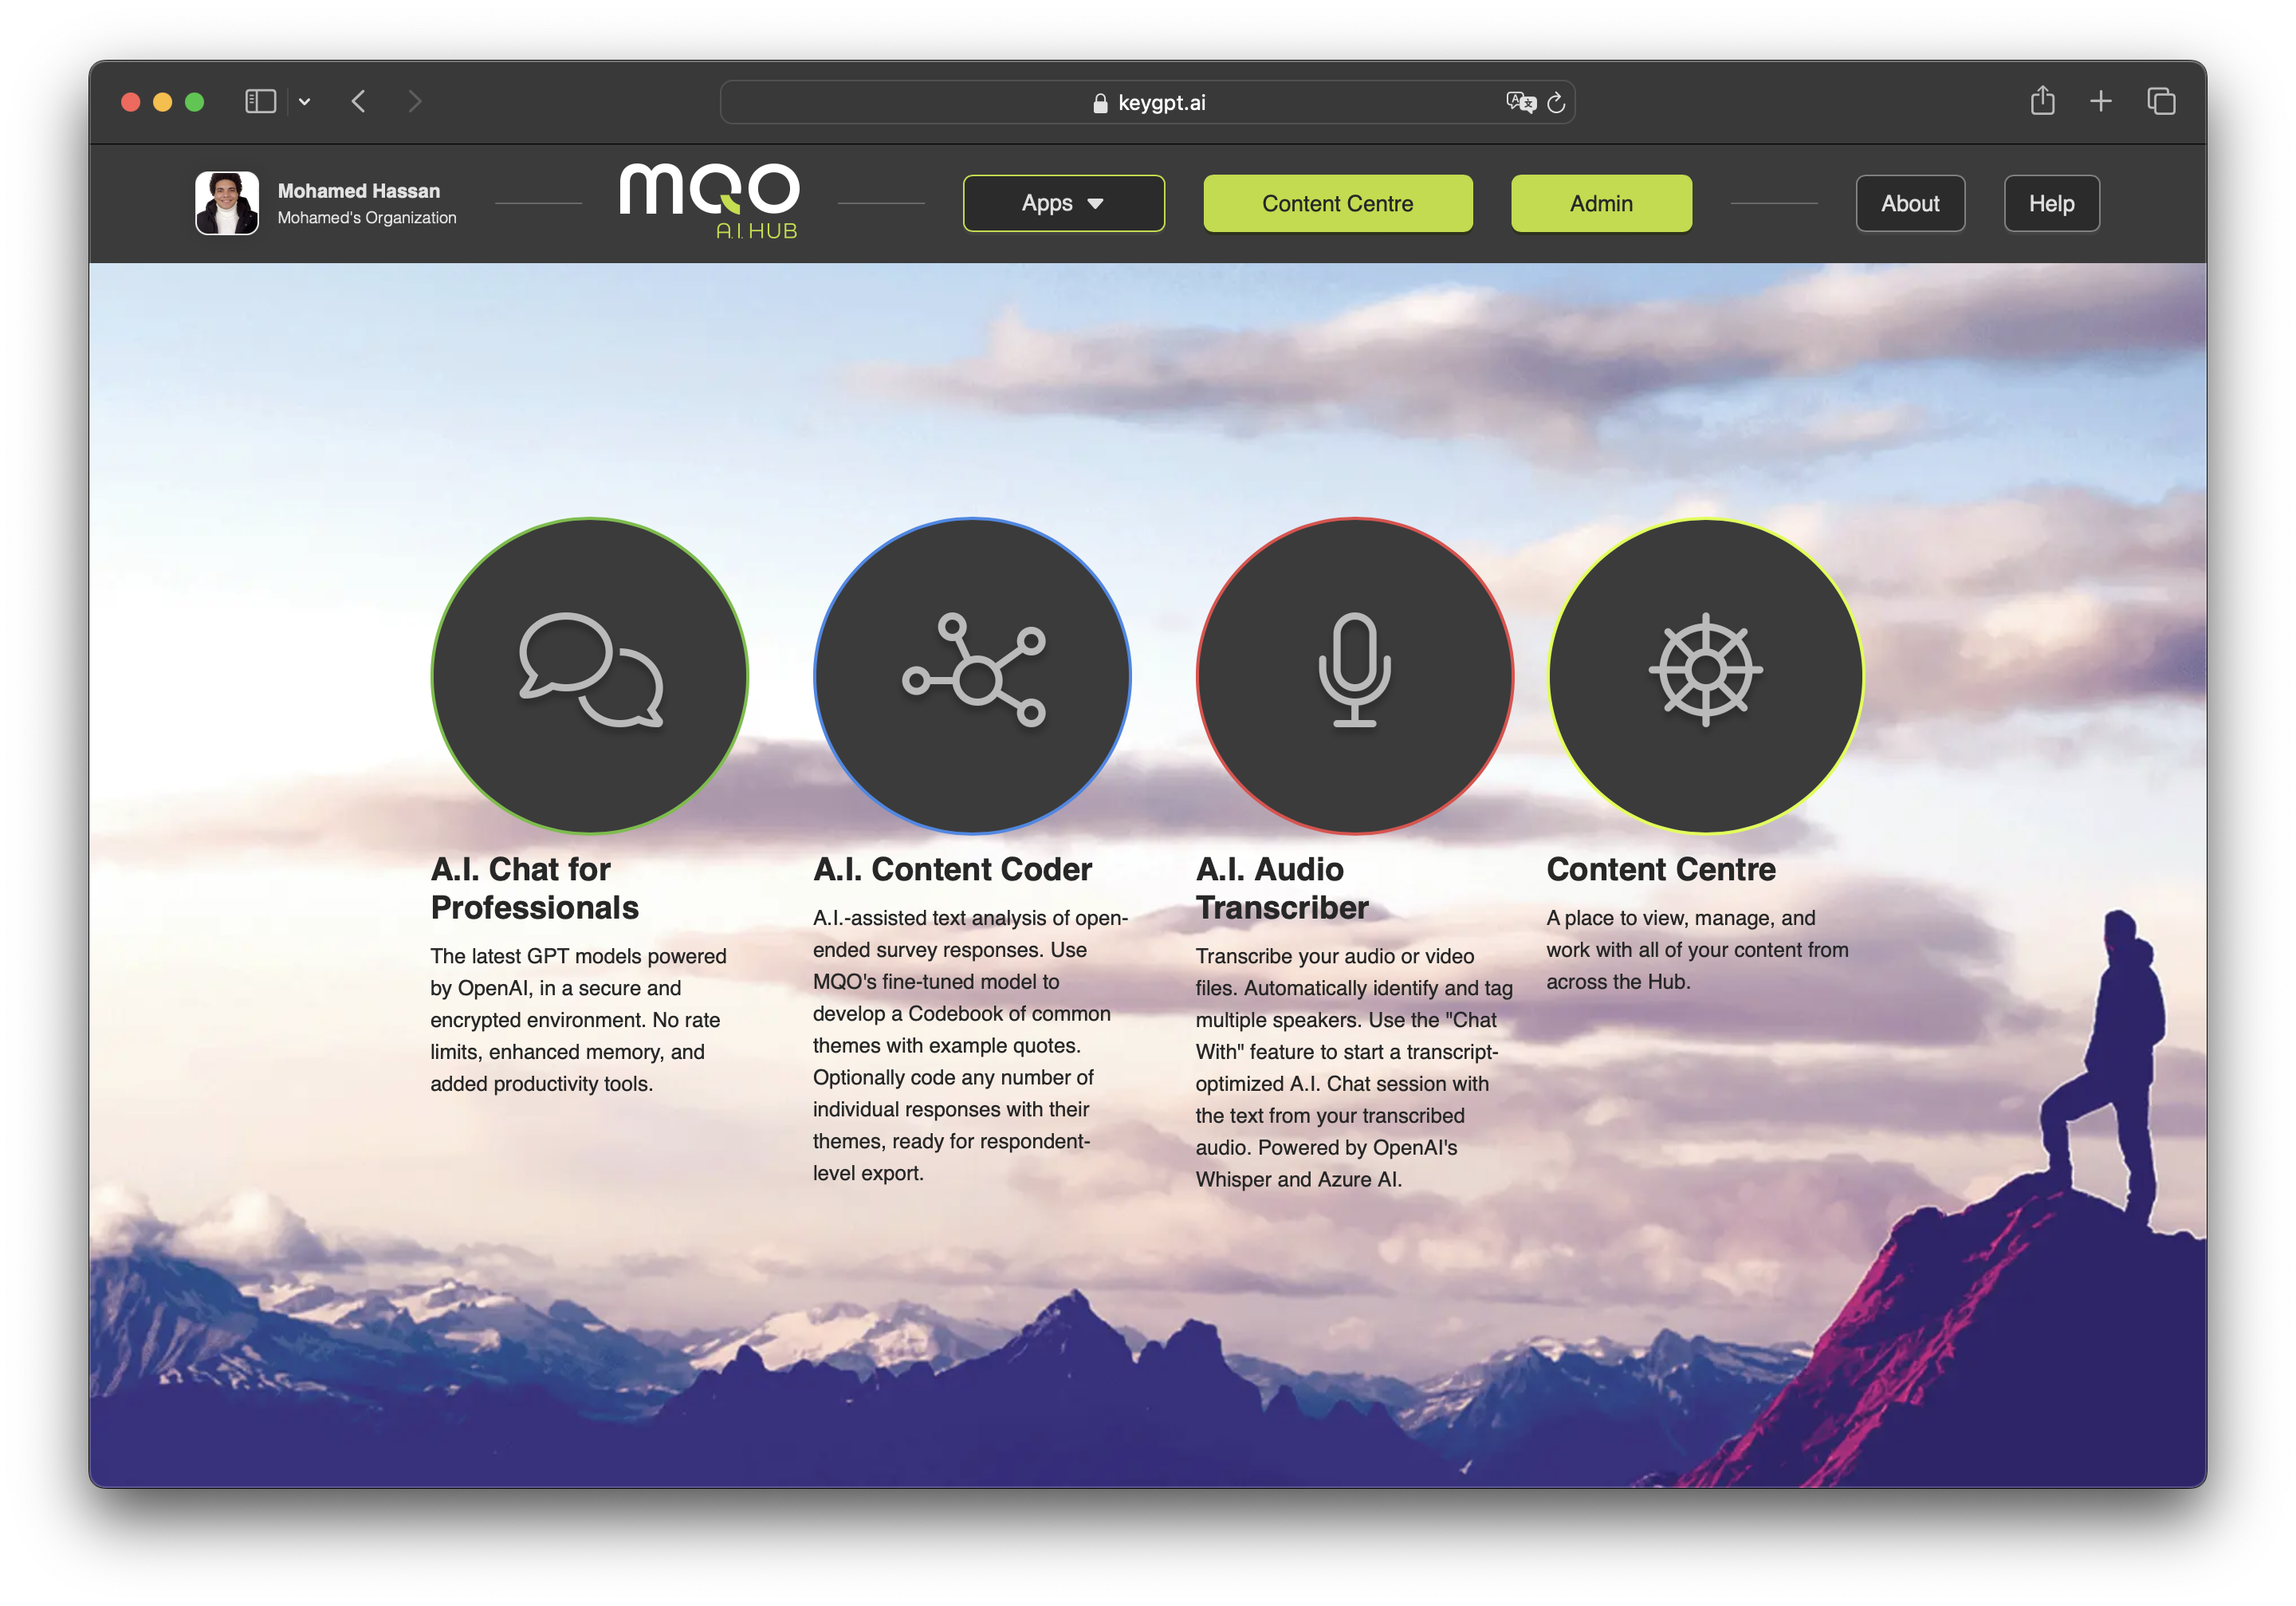 keygpt.ai
Mohamed Hassan
Mohamed's Organization
mQO
A.I. HUB
Apps
Content Centre
Admin
About
Help
A.I. Chat for
Professionals
The latest GPT models powered
by OpenAI, in a secure and
encrypted environment. No rate
limits, enhanced memory, and
added productivity tools.
A.I. Content Coder
A.I.-assisted text analysis of open-
ended survey responses. Use
MQO's fine-tuned model to
develop a Codebook of common
themes with example quotes.
Optionally code any number of
individual responses with their
themes, ready for respondent-
level export.
A.I. Audio
Transcriber
Transcribe your audio or video
files. Automatically identify and tag
multiple speakers. Use the "Chat
With" feature to start a transcript-
optimized A.I. Chat session with
the text from your transcribed
audio. Powered by OpenAI's
Whisper and Azure AI.
Content Centre
A place to view, manage, and
work with all of your content from
across the Hub.